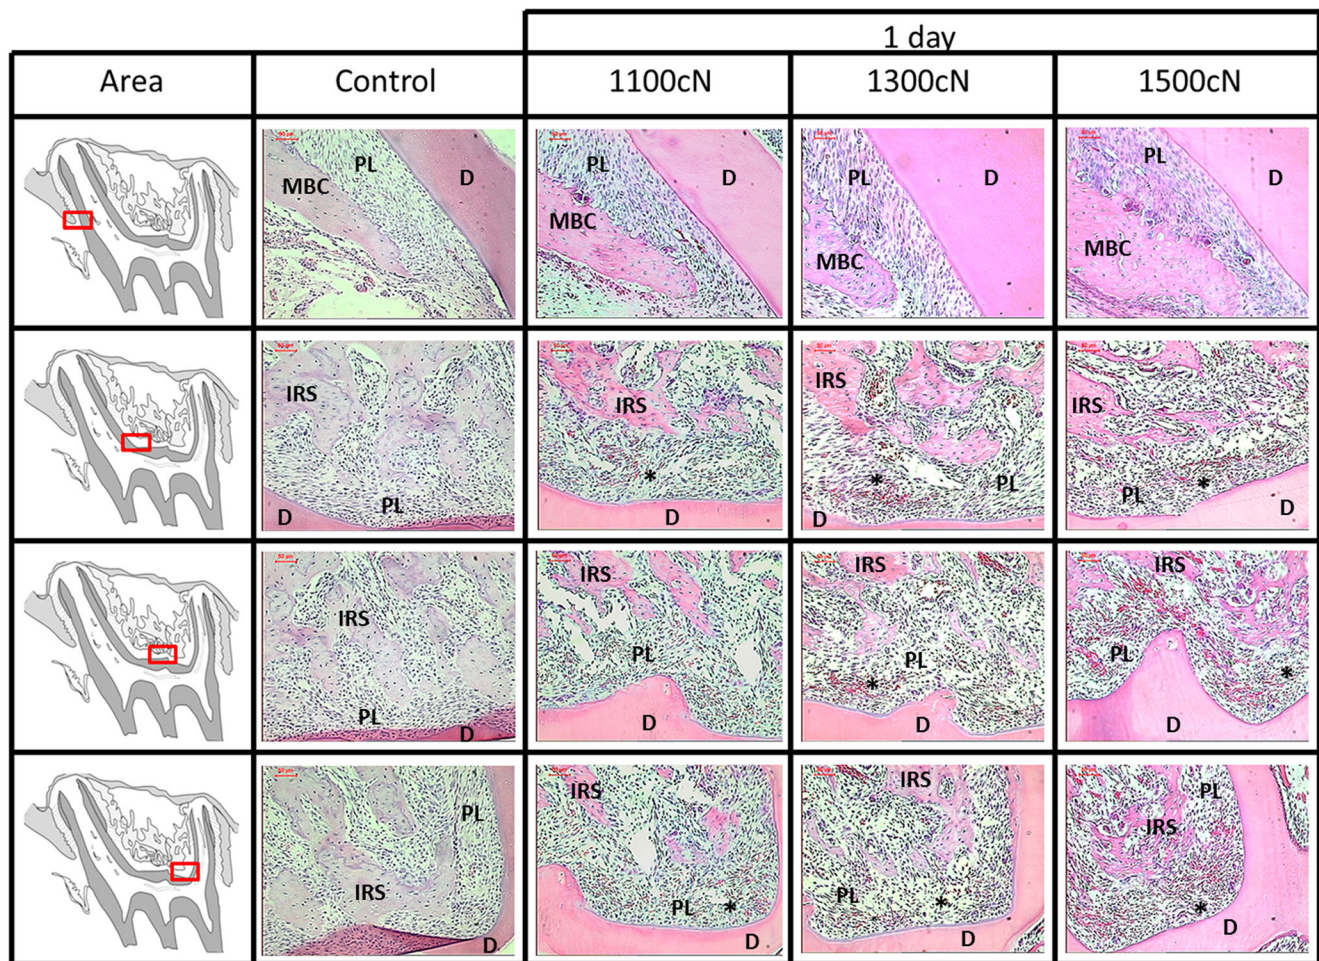 1 day
Area Control 1100cN 1300cN 1500cN
PL MBC D
PL MBC D
PL MBC D
PL MBC D
IRS PL D
IRS * D
IRS * PL D
IRS PL * D
IRS PL D
IRS PL D
IRS PL * D
IRS PL * D
PL IRS D
IRS PL * D
IRS PL * D
PL IRS * D